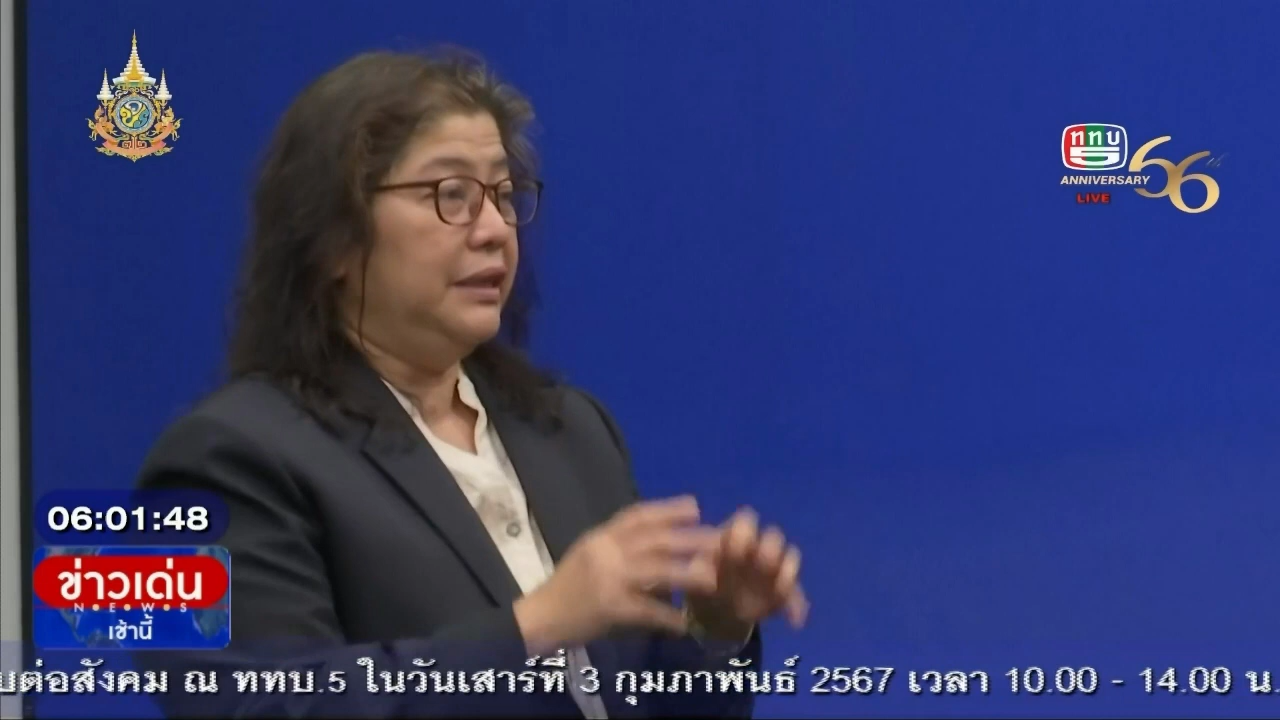 ททบ
5
ANNIVERSARY 66th
LIVE
06:01:48
ข่าวเด่น
NEWS
เช้านี้
ต่อสังคม ณ ททบ.5 ในวันเสาร์ที่ 3 กุมภาพันธ์ 2567 เวลา 10.00 - 14.00 น.